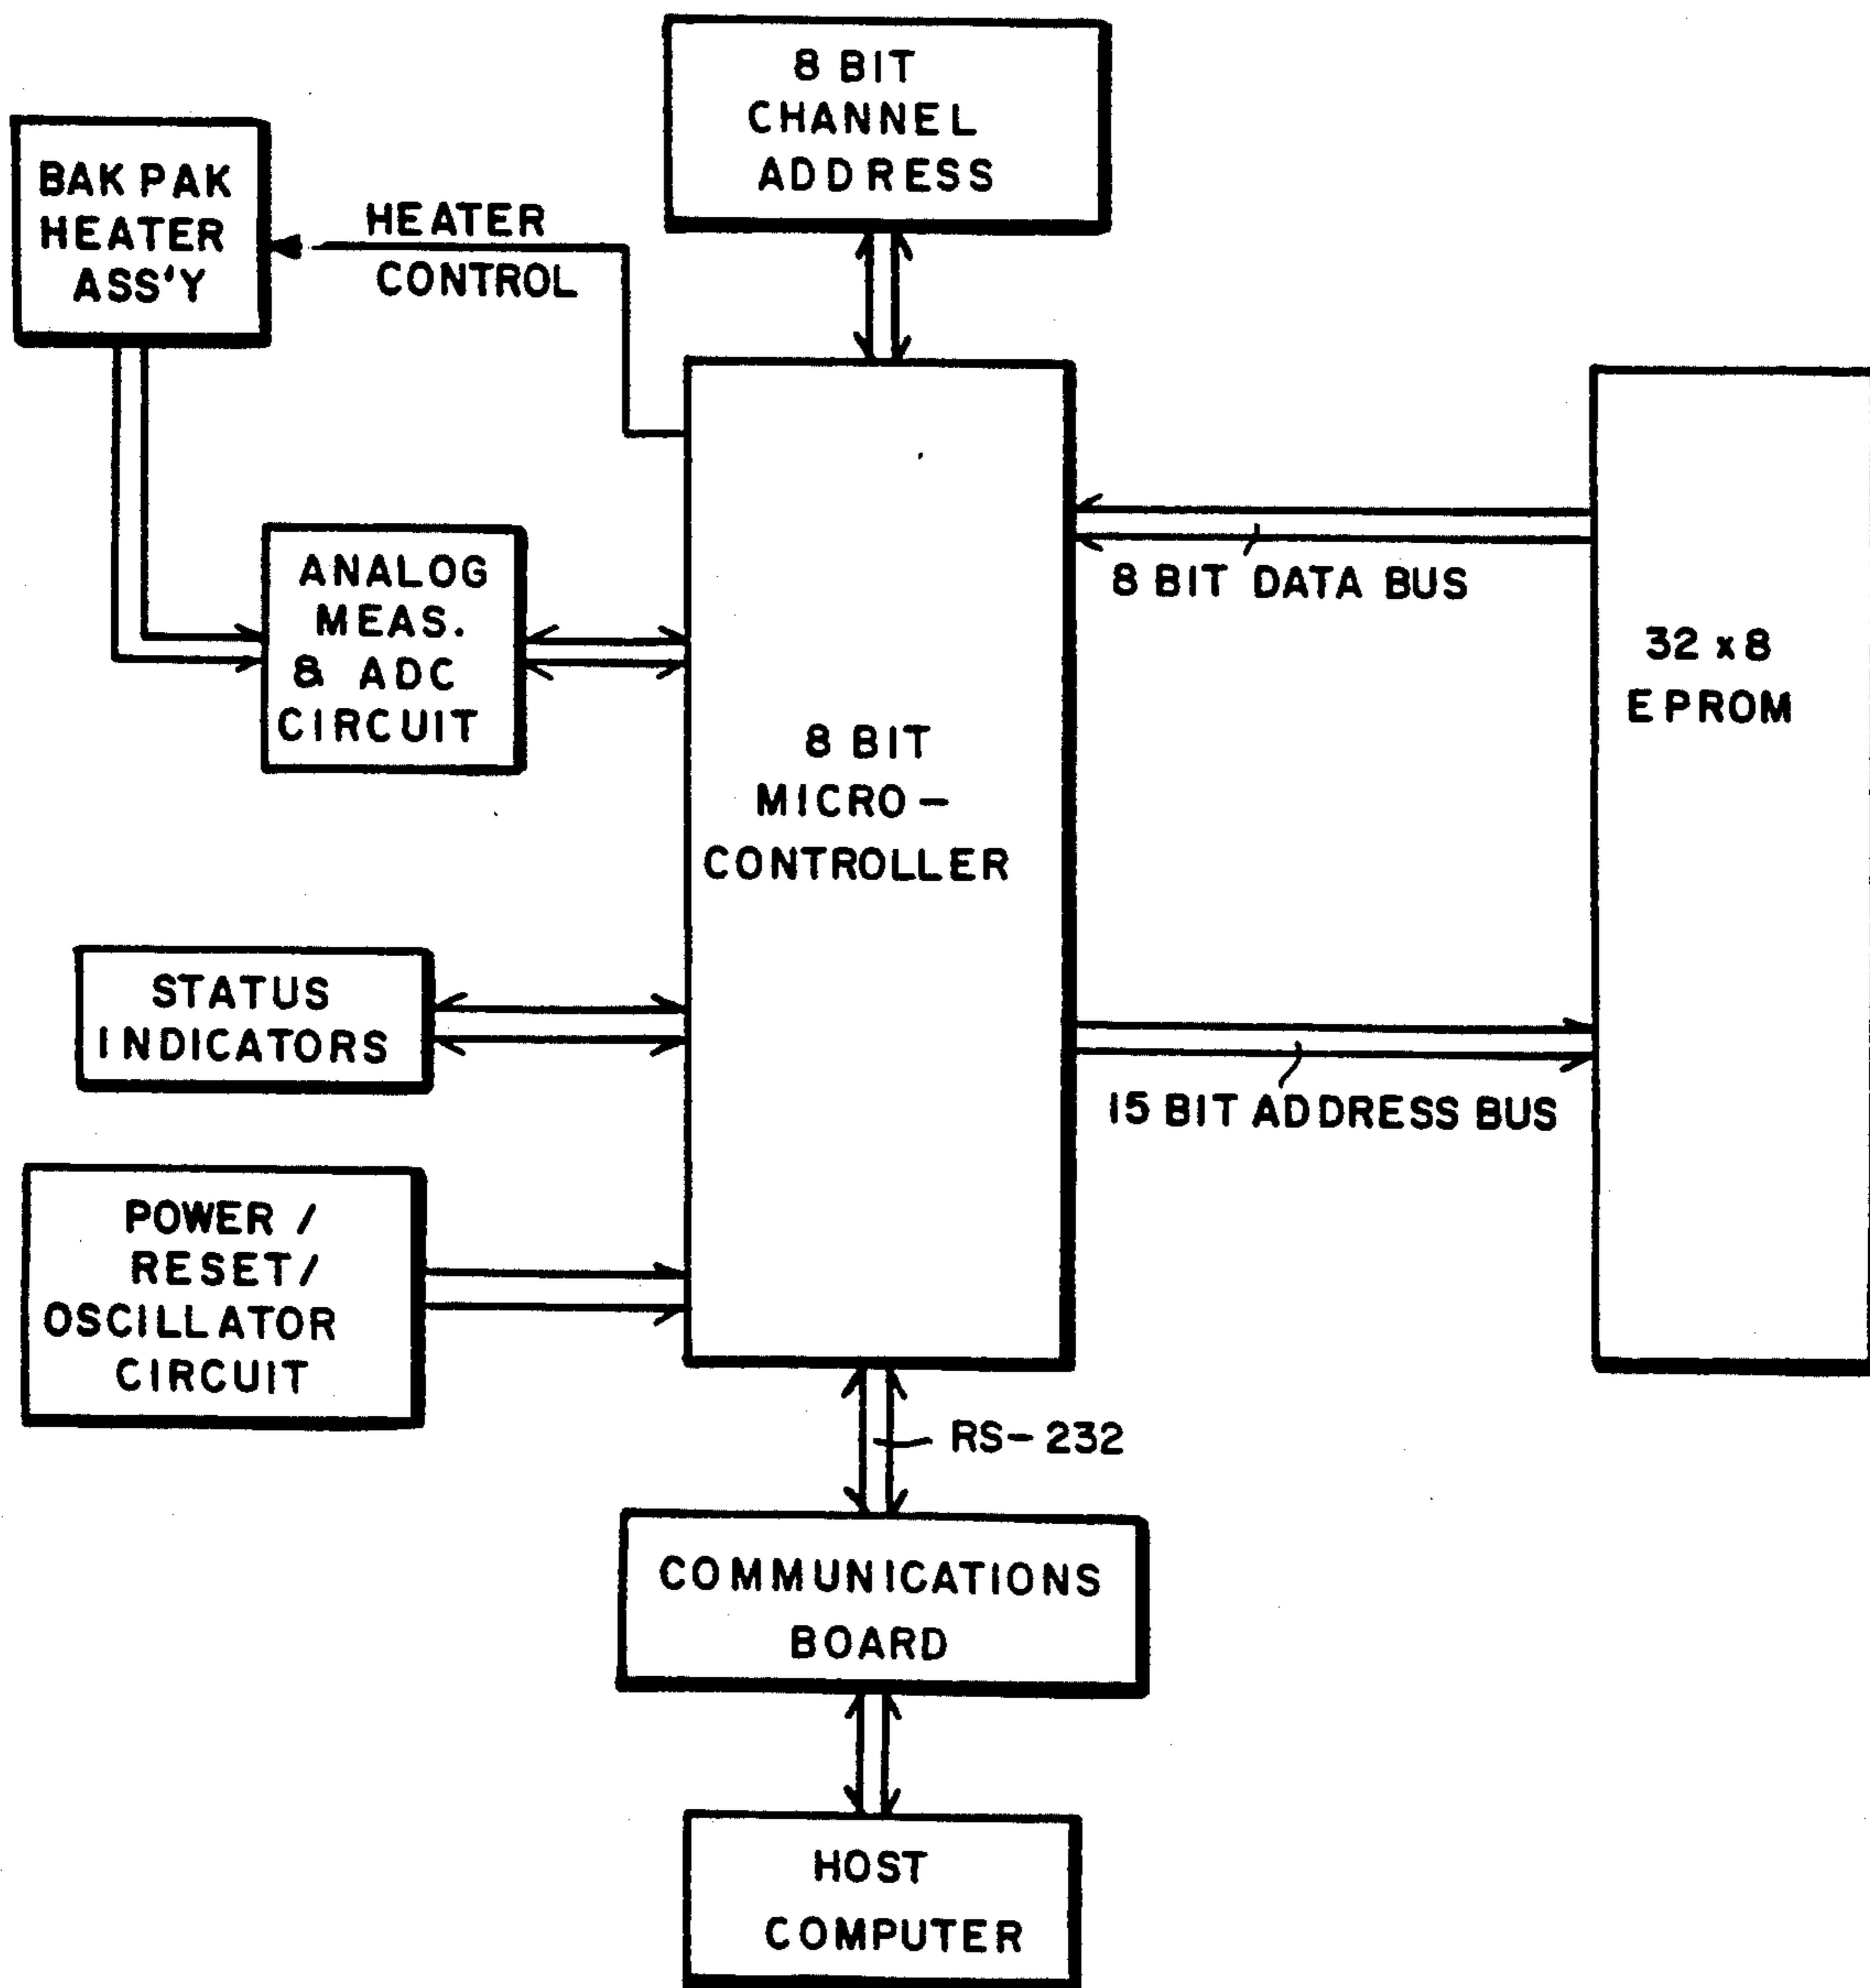 8 BIT
CHANNEL
ADDRESS
BAK PAK
HEATER
ASS'Y
HEATER
CONTROL
ANALOG
MEAS.
& ADC
CIRCUIT
8 BIT
MICRO-
CONTROLLER
8 BIT DATA BUS
32 x 8
EPROM
STATUS
INDICATORS
15 BIT ADDRESS BUS
POWER /
RESET/
OSCILLATOR
CIRCUIT
RS-232
COMMUNICATIONS
BOARD
HOST
COMPUTER